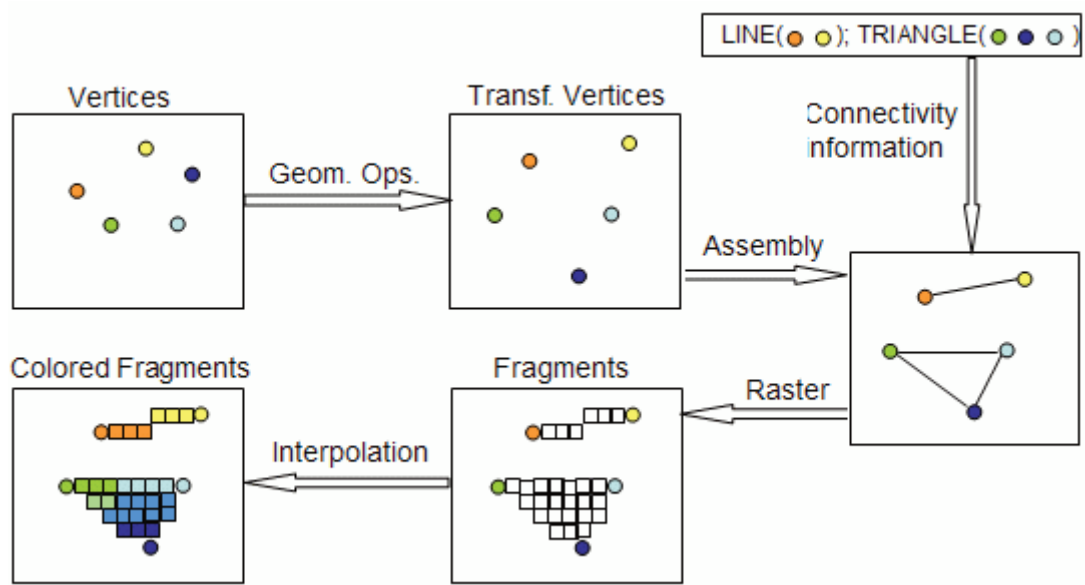 LINE( ); TRIANGLE( )
Vertices
Transf. Vertices
Connectivity
information
Geom. Ops.
Assembly
Colored Fragments
Fragments
Raster
Interpolation